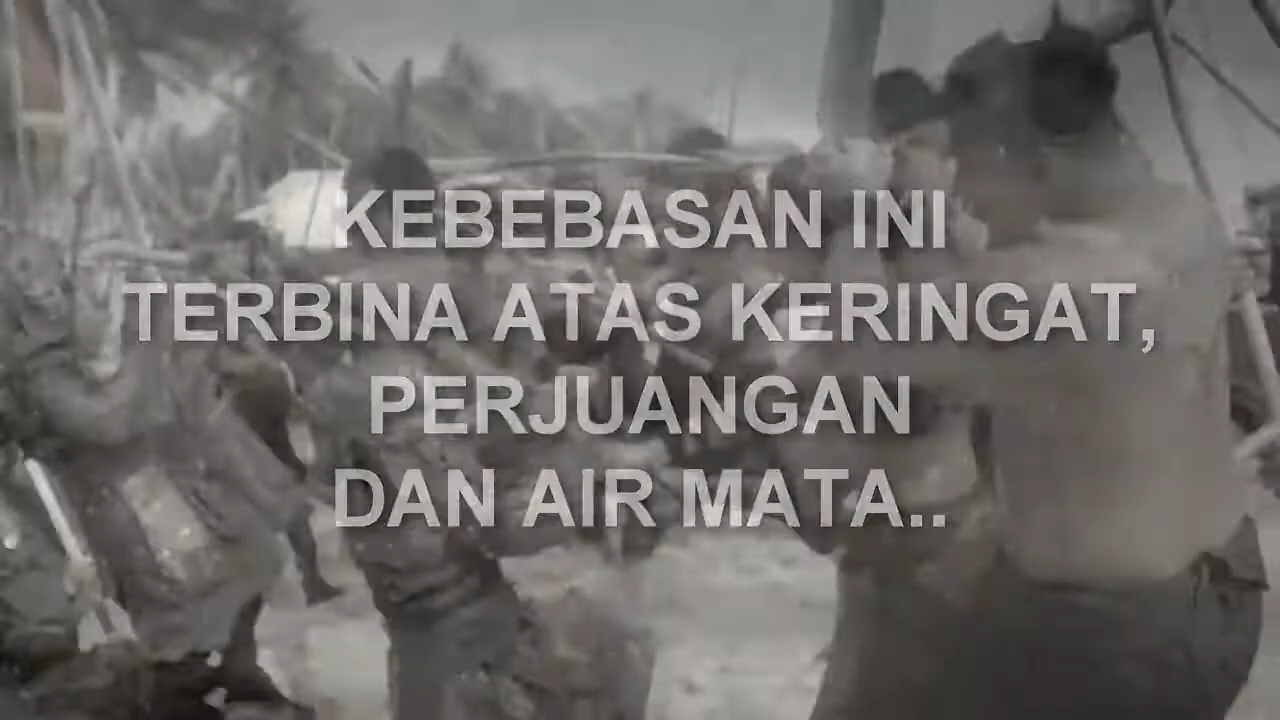 KEBEBASAN INI
TERBINA ATAS KERINGAT,
PERJUANGAN
DAN AIR MATA..